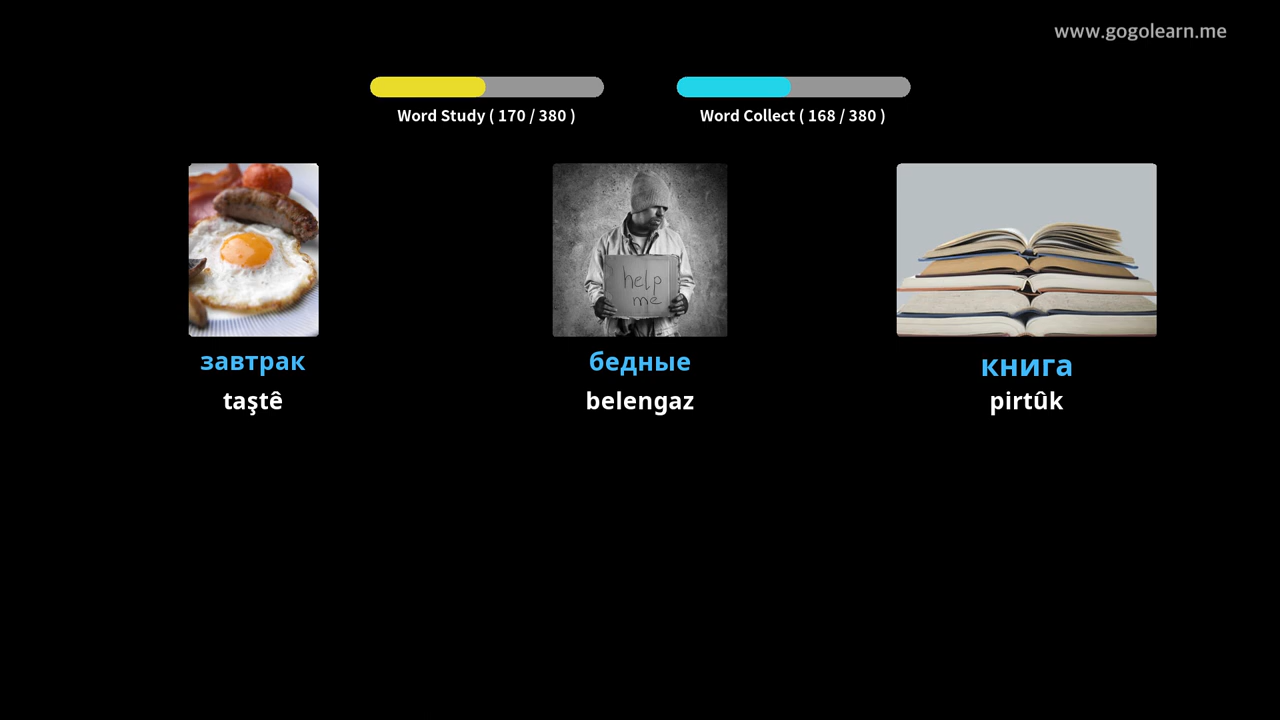 www.gogolearn.me
Word Study ( 170 / 380 )
Word Collect ( 168 / 380 )
help
me
завтрак
бедные
книга
taştê
belengaz
pirtûk